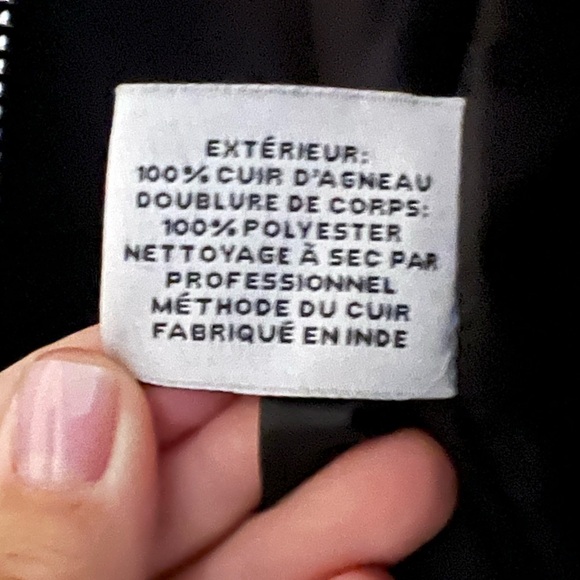 EXTÉRIEUR:
100% CUIR D'AGNEAU
DOUBLURE DE CORPS:
100% POLYESTER
NETTOYAGE À SEC PAR
PROFESSIONNEL
MÉTHODE DU CUIR
FABRIQUÉ EN INDE